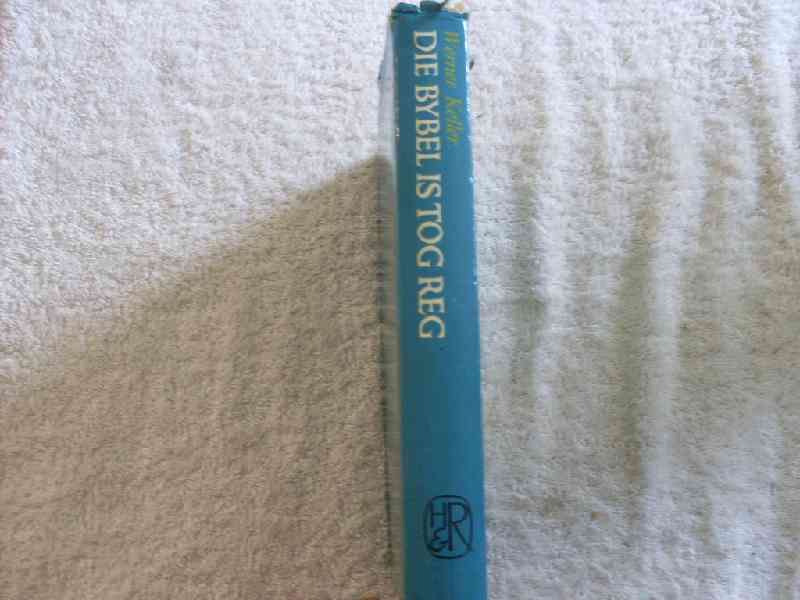 Werner Keller
DIE BYBEL IS TOG REG
H&R